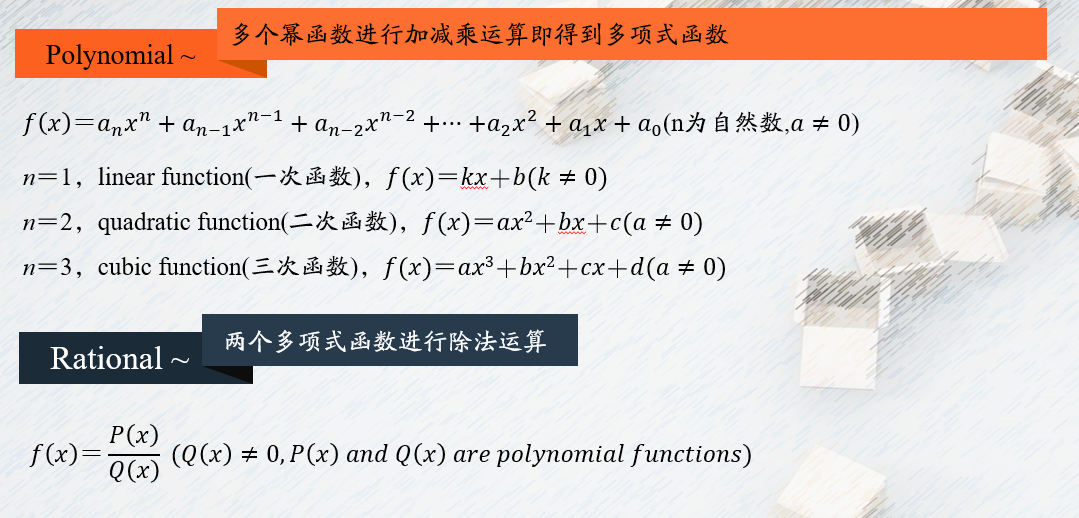 多个幂函数进行加减乘运算即得到多项式函数
Polynomial ~
f(x)=aₙxⁿ + aₙ₋₁xⁿ⁻¹ + aₙ₋₂xⁿ⁻² +⋯ +a₂x² + a₁x + a₀(n为自然数,a ≠ 0)
n=1，linear function(一次函数)，f(x)=kx+b(k ≠ 0)
n=2，quadratic function(二次函数)，f(x)=ax²+bx+c(a ≠ 0)
n=3，cubic function(三次函数)，f(x)=ax³+bx²+cx+d(a ≠ 0)
两个多项式函数进行除法运算
Rational ~
f(x)=P(x)/Q(x) (Q(x) ≠ 0, P(x) and Q(x) are polynomial functions)